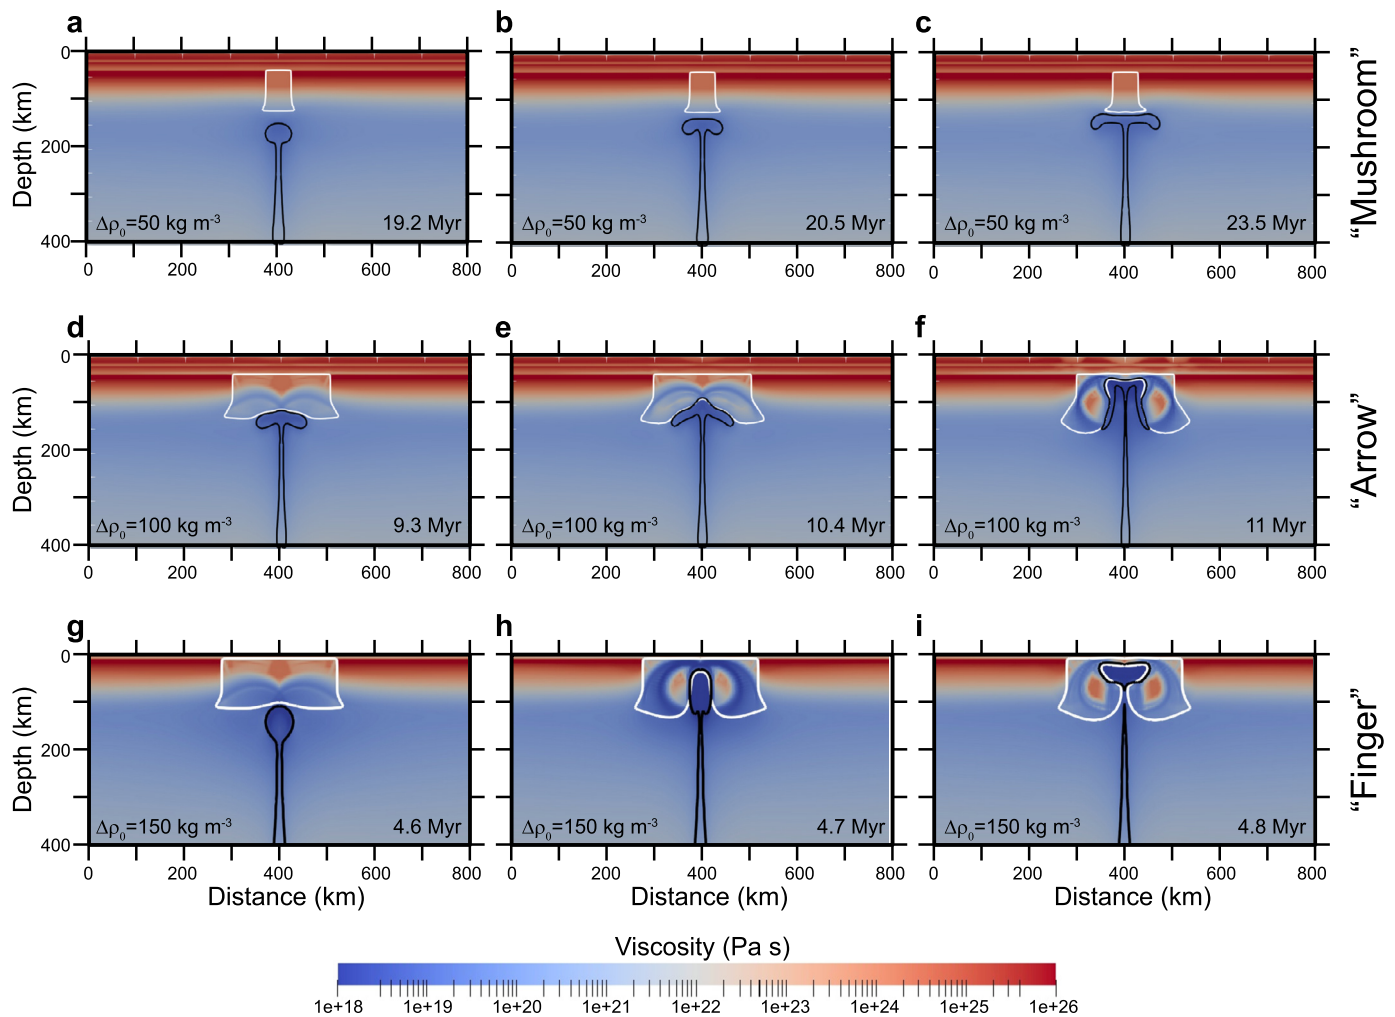 a b c
0
200
400
Depth (km)
Δρ₀=50 kg m⁻³ 19.2 Myr
Δρ₀=50 kg m⁻³ 20.5 Myr
Δρ₀=50 kg m⁻³ 23.5 Myr
0 200 400 600 800
0 200 400 600 800
0 200 400 600 800
“Mushroom”
d e f
0
200
400
Depth (km)
Δρ₀=100 kg m⁻³ 9.3 Myr
Δρ₀=100 kg m⁻³ 10.4 Myr
Δρ₀=100 kg m⁻³ 11 Myr
0 200 400 600 800
0 200 400 600 800
0 200 400 600 800
“Arrow”
g h i
0
200
400
Depth (km)
Δρ₀=150 kg m⁻³ 4.6 Myr
Δρ₀=150 kg m⁻³ 4.7 Myr
Δρ₀=150 kg m⁻³ 4.8 Myr
0 200 400 600 800
0 200 400 600 800
0 200 400 600 800
Distance (km)
Distance (km)
Distance (km)
“Finger”
Viscosity (Pa s)
1e+18 1e+19 1e+20 1e+21 1e+22 1e+23 1e+24 1e+25 1e+26